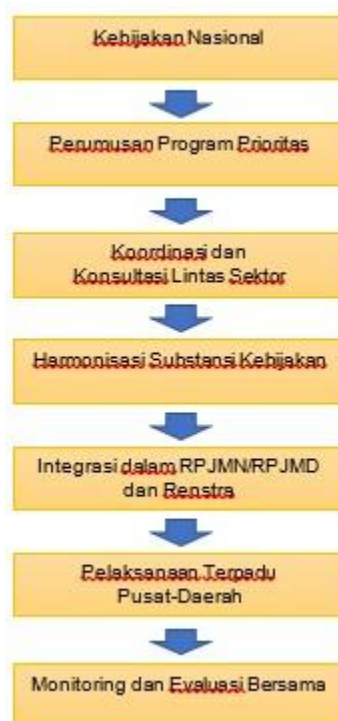 Kebijakan Nasional
Perumusan Program Prioritas
Koordinasi dan
Konsultasi Lintas Sektor
Harmonisasi Substansi Kebijakan
Integrasi dalam RPJMN/RPJMD
dan Renstra
Pelaksanaan Terpadu
Pusat-Daerah
Monitoring dan Evaluasi Bersama